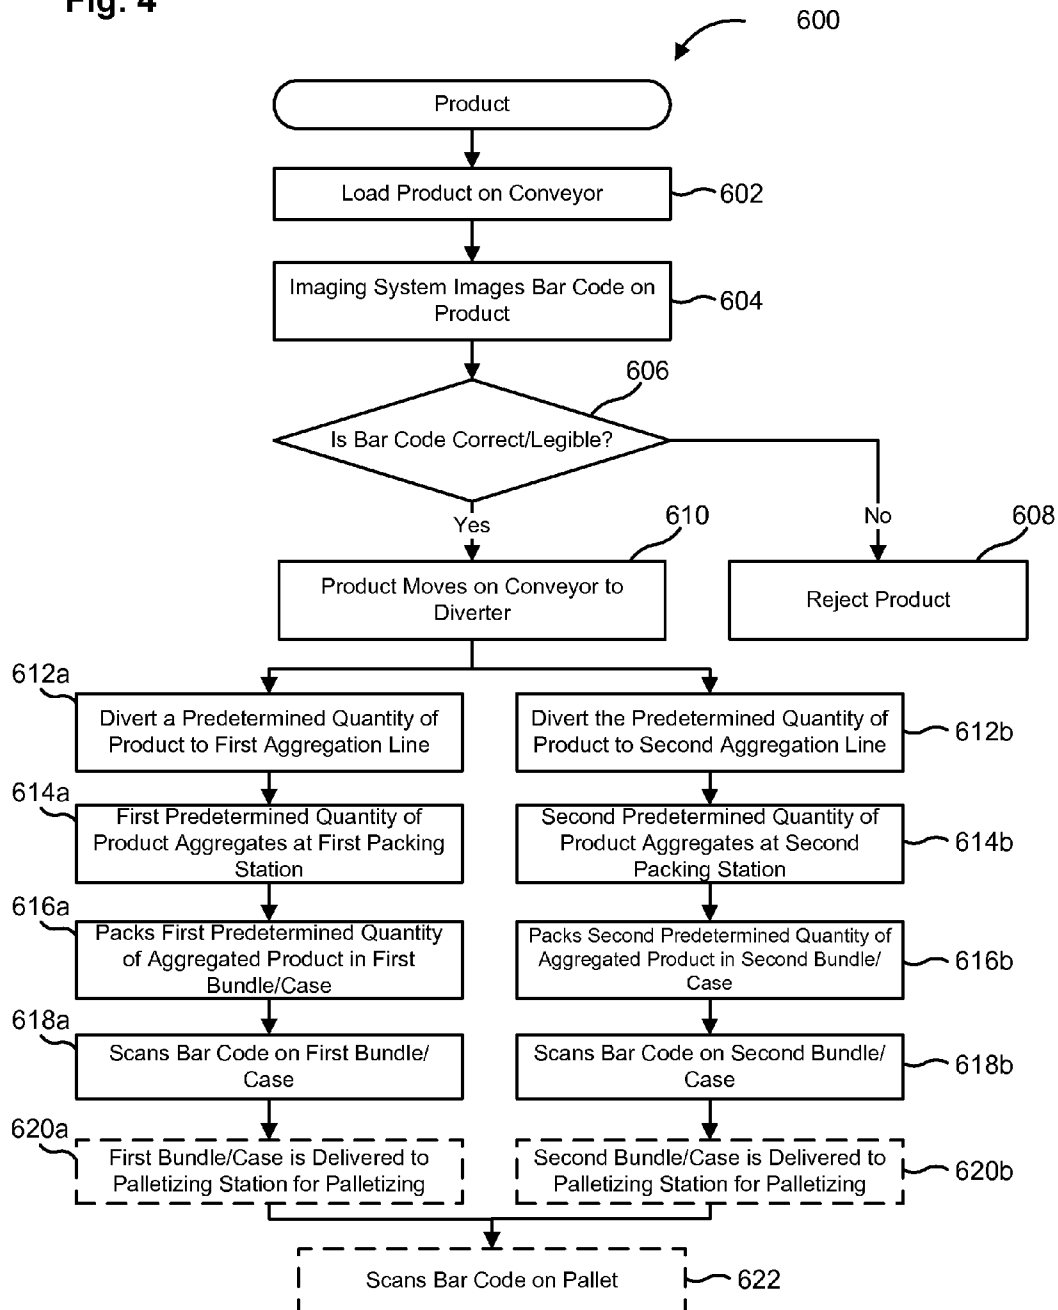 Fig. 4
600
Product
Load Product on Conveyor
602
Imaging System Images Bar Code on
Product
604
606
Is Bar Code Correct/Legible?
Yes
No
610
608
Product Moves on Conveyor to
Diverter
Reject Product
612a
Divert a Predetermined Quantity of
Product to First Aggregation Line
Divert the Predetermined Quantity of
Product to Second Aggregation Line
612b
614a
First Predetermined Quantity of
Product Aggregates at First Packing
Station
Second Predetermined Quantity of
Product Aggregates at Second
Packing Station
614b
616a
Packs First Predetermined Quantity
of Aggregated Product in First
Bundle/Case
Packs Second Predetermined Quantity of
Aggregated Product in Second Bundle/
Case
616b
618a
Scans Bar Code on First Bundle/
Case
Scans Bar Code on Second Bundle/
Case
618b
620a
First Bundle/Case is Delivered to
Palletizing Station for Palletizing
Second Bundle/Case is Delivered to
Palletizing Station for Palletizing
620b
Scans Bar Code on Pallet
622